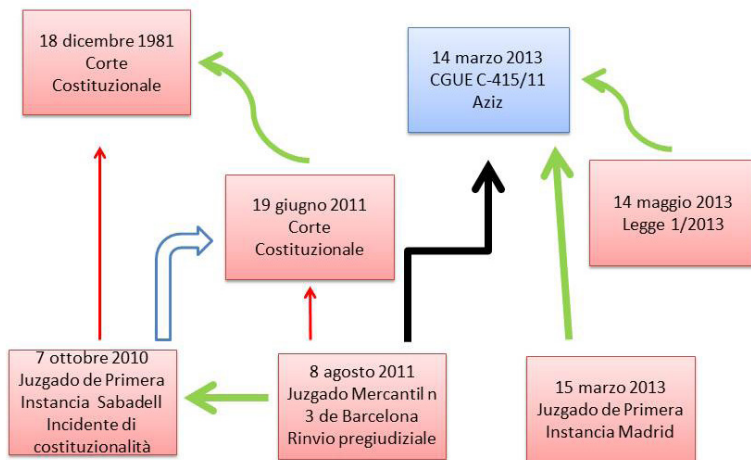 18 dicembre 1981
Corte
Costituzionale
14 marzo 2013
CGUE C-415/11
Aziz
19 giugno 2011
Corte
Costituzionale
14 maggio 2013
Legge 1/2013
7 ottobre 2010
Juzgado de Primera
Instancia Sabadell
Incidente di
costituzionalità
8 agosto 2011
Juzgado Mercantil n
3 de Barcelona
Rinvio pregiudiziale
15 marzo 2013
Juzgado de Primera
Instancia Madrid